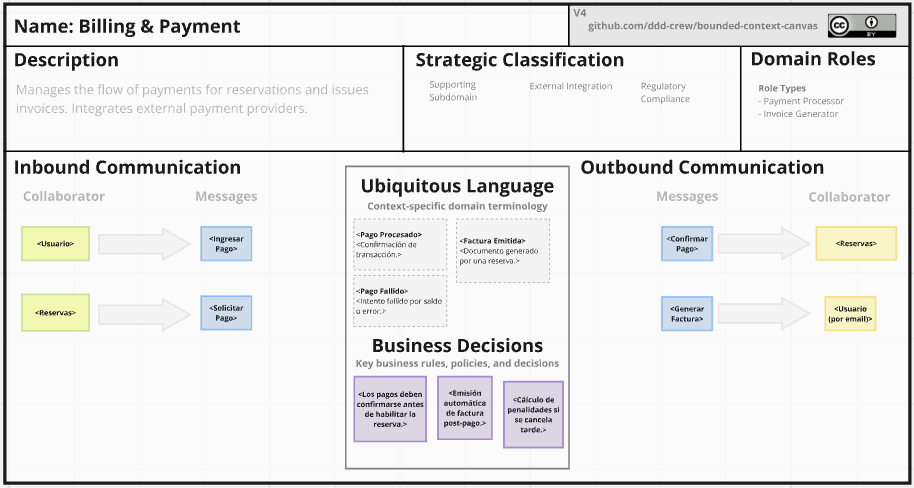 Name: Billing & Payment
V4
github.com/ddd-crew/bounded-context-canvas
cc
BY
Description
Manages the flow of payments for reservations and issues
invoices. Integrates external payment providers.
Strategic Classification
Supporting
Subdomain
External Integration
Regulatory
Compliance
Domain Roles
Role Types
- Payment Processor
- Invoice Generator
Inbound Communication
Collaborator
Messages
<Usuario>
<Ingresar
Pago>
<Reservas>
<Solicitar
Pago>
Ubiquitous Language
Context-specific domain terminology
<Pago Procesado>
<Confirmación de
transacción.>
<Factura Emitida>
<Documento generado
por una reserva.>
<Pago Fallido>
<Intento fallido por saldo
o error.>
Business Decisions
Key business rules, policies, and decisions
<Los pagos deben
confirmarse antes
de habilitar la
reserva.>
<Emisión
automática
de factura
post-pago.>
<Cálculo de
penalidades si
se cancela
tarde.>
Outbound Communication
Messages
Collaborator
<Confirmar
Pago>
<Reservas>
<Generar
Factura>
<Usuario
(por email)>